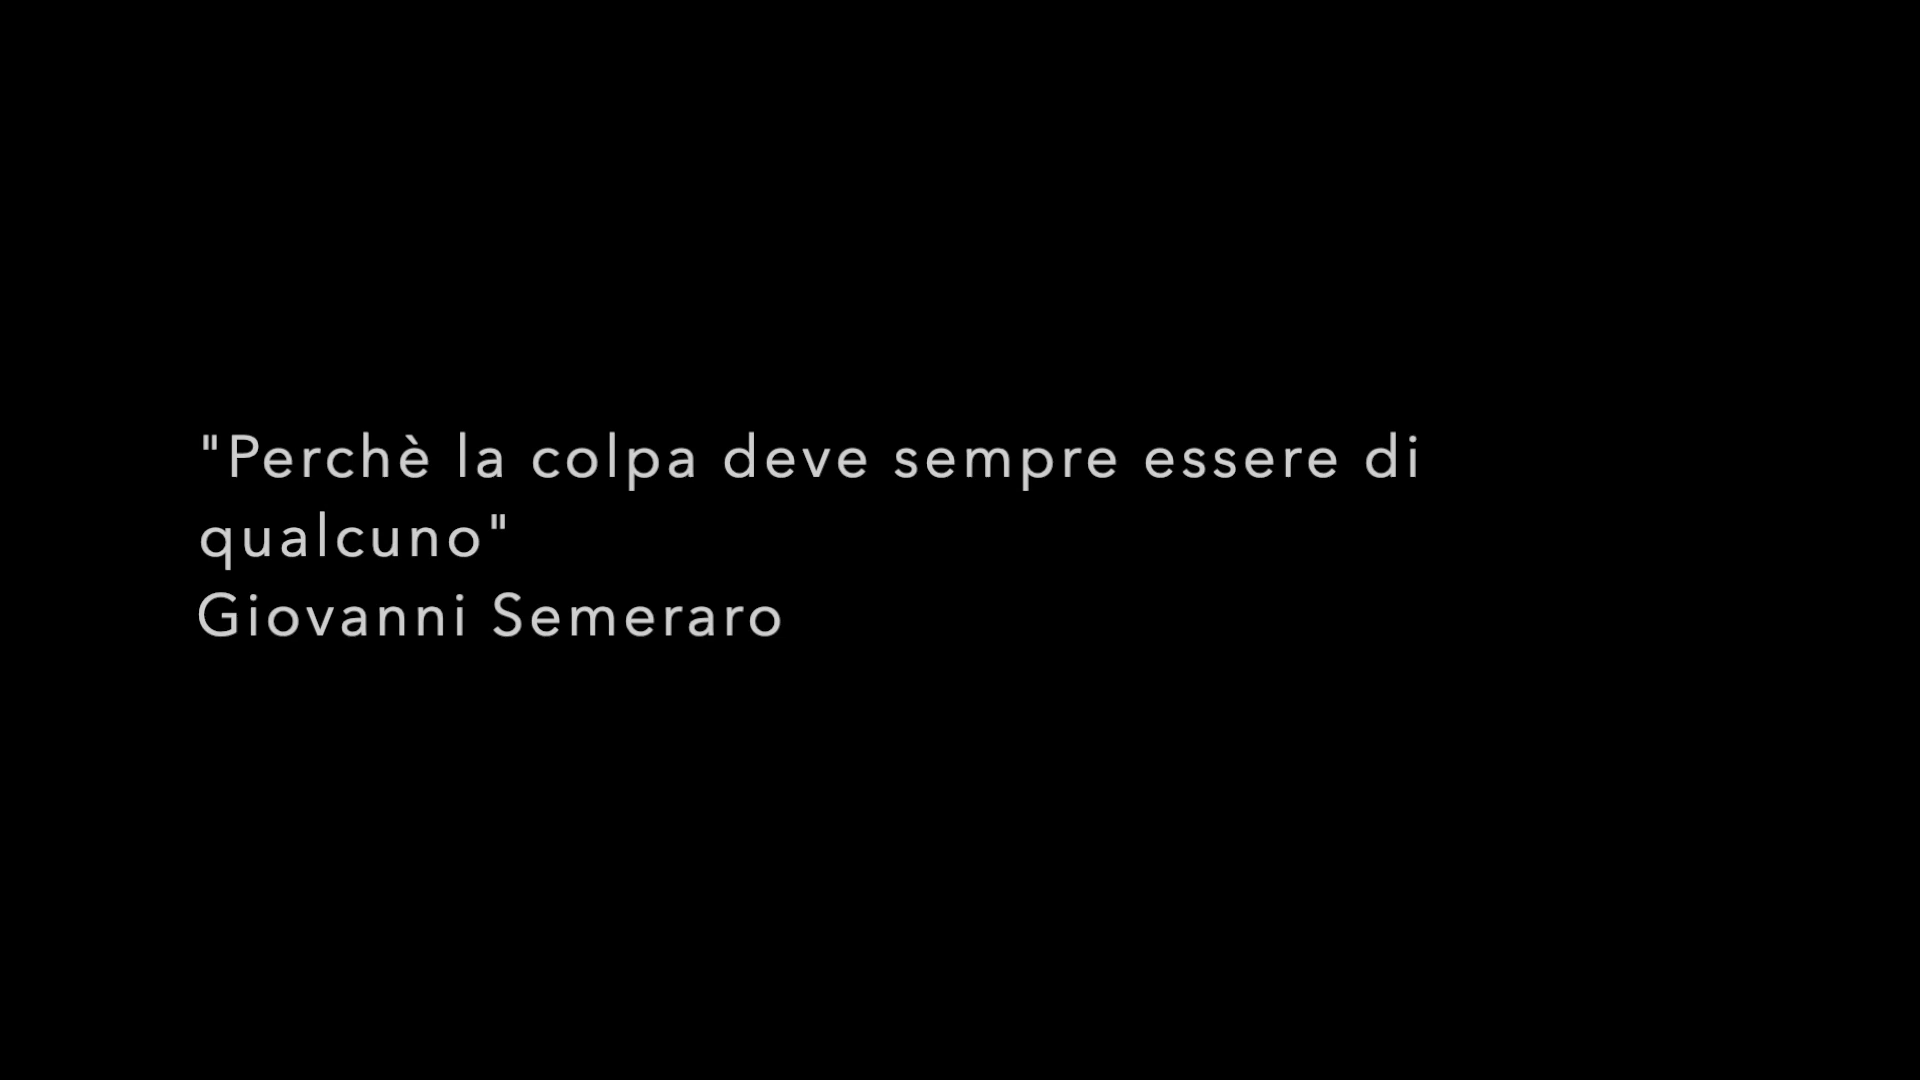 "Perchè la colpa deve sempre essere di
qualcuno"
Giovanni Semeraro